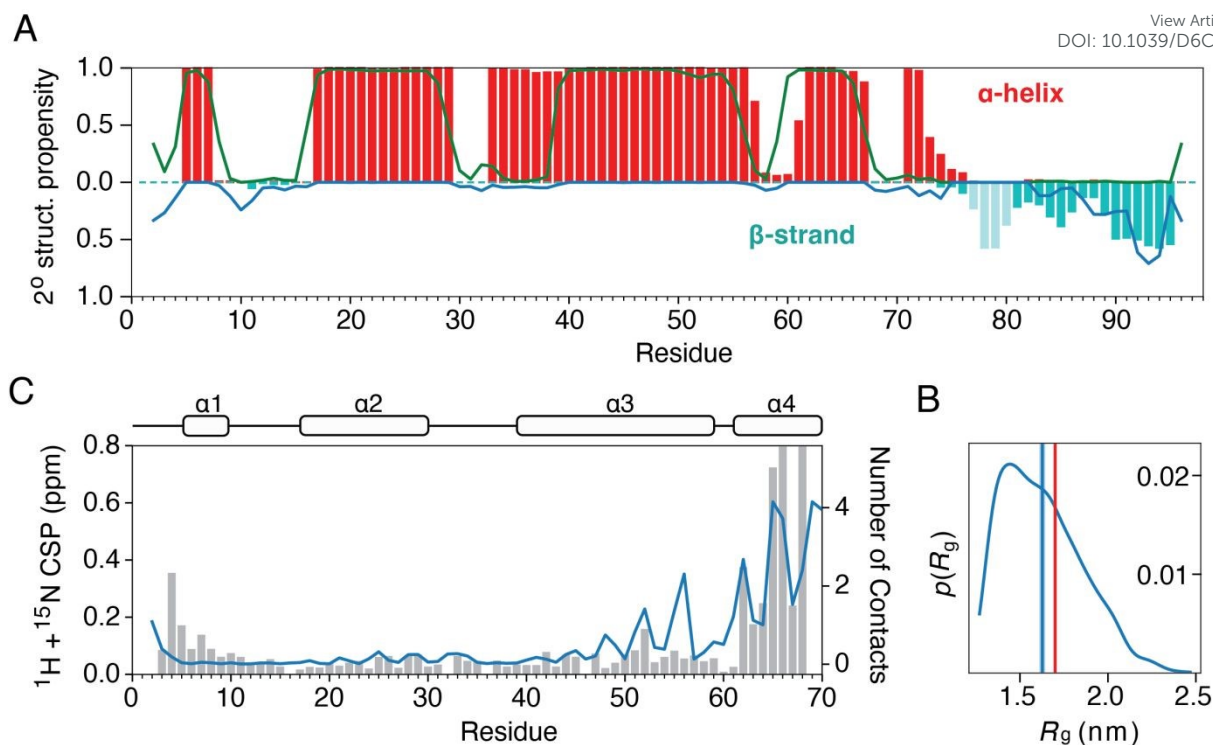 View Arti
DOI: 10.1039/D6C
A
2º struct. propensity
1.0
0.5
0.0
0.5
1.0
α-helix
β-strand
0 10 20 30 40 50 60 70 80 90
Residue
C
α1 α2 α3 α4
¹H + ¹⁵N CSP (ppm)
0.8
0.6
0.4
0.2
0.0
4
2
0
Number of Contacts
0 10 20 30 40 50 60 70
Residue
B
p(Rg)
0.02
0.01
1.5 2.0 2.5
Rg (nm)